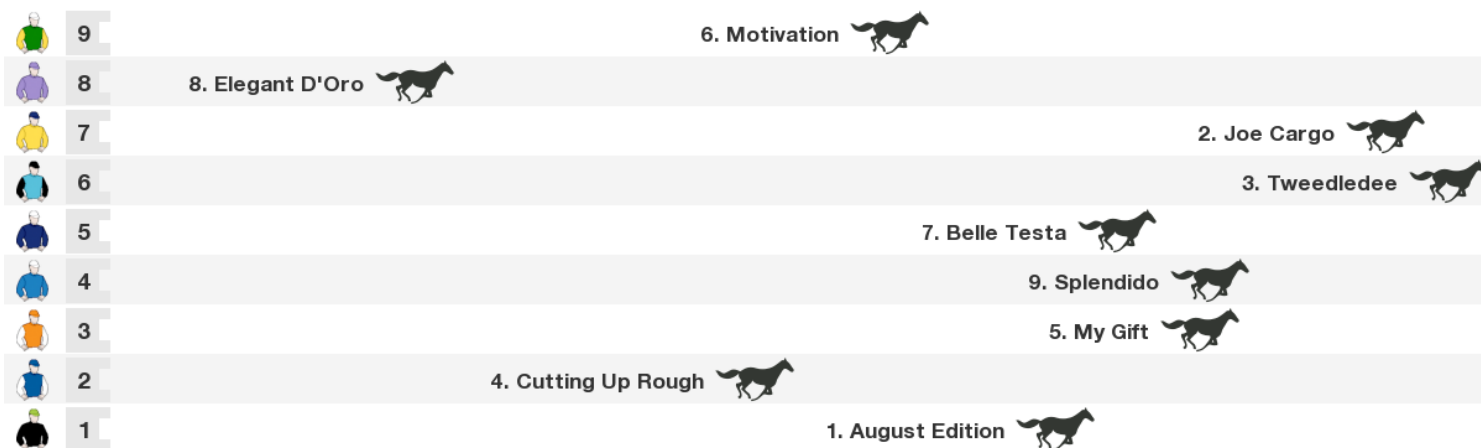 9 6. Motivation
8 8. Elegant D'Oro
7 2. Joe Cargo
6 3. Tweedledee
5 7. Belle Testa
4 9. Splendido
3 5. My Gift
2 4. Cutting Up Rough
1 1. August Edition